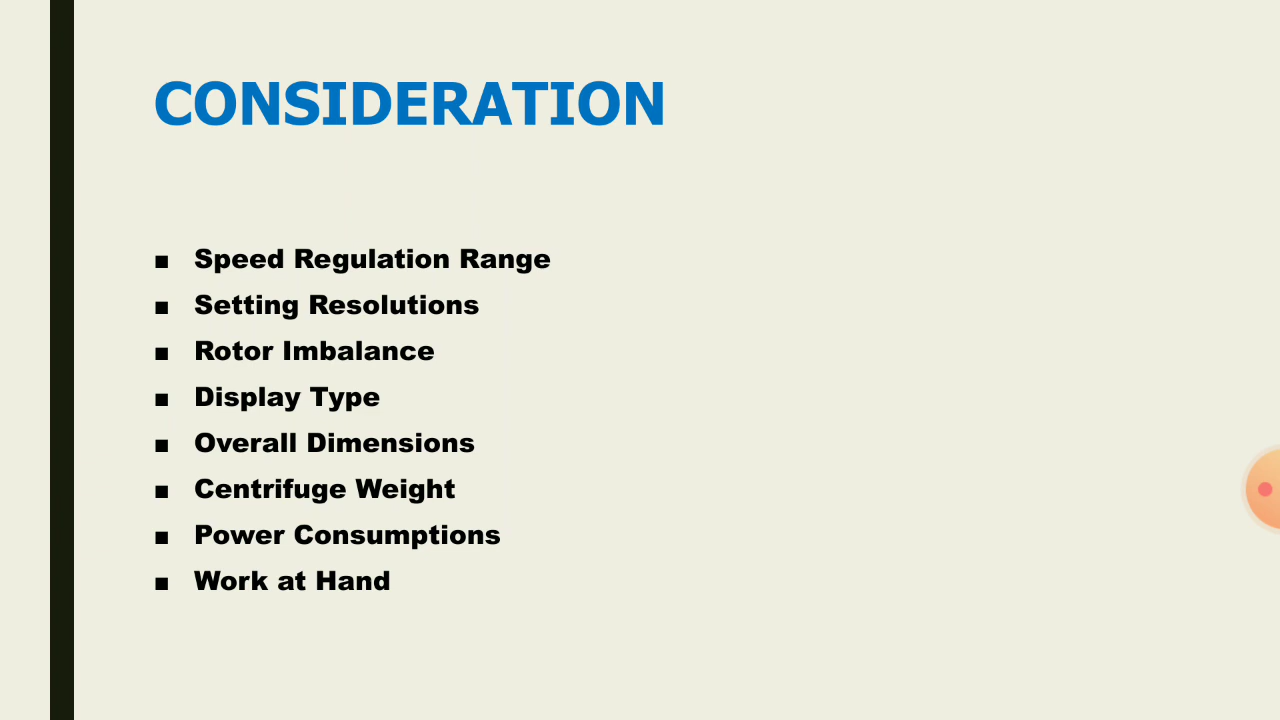 CONSIDERATION
▪ Speed Regulation Range
▪ Setting Resolutions
▪ Rotor Imbalance
▪ Display Type
▪ Overall Dimensions
▪ Centrifuge Weight
▪ Power Consumptions
▪ Work at Hand